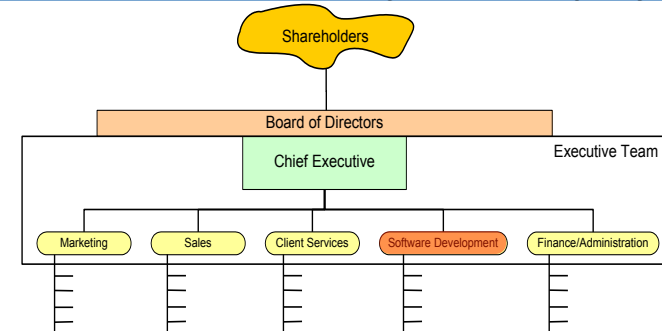 Shareholders
Board of Directors
Chief Executive
Executive Team
Marketing
Sales
Client Services
Software Development
Finance/Administration